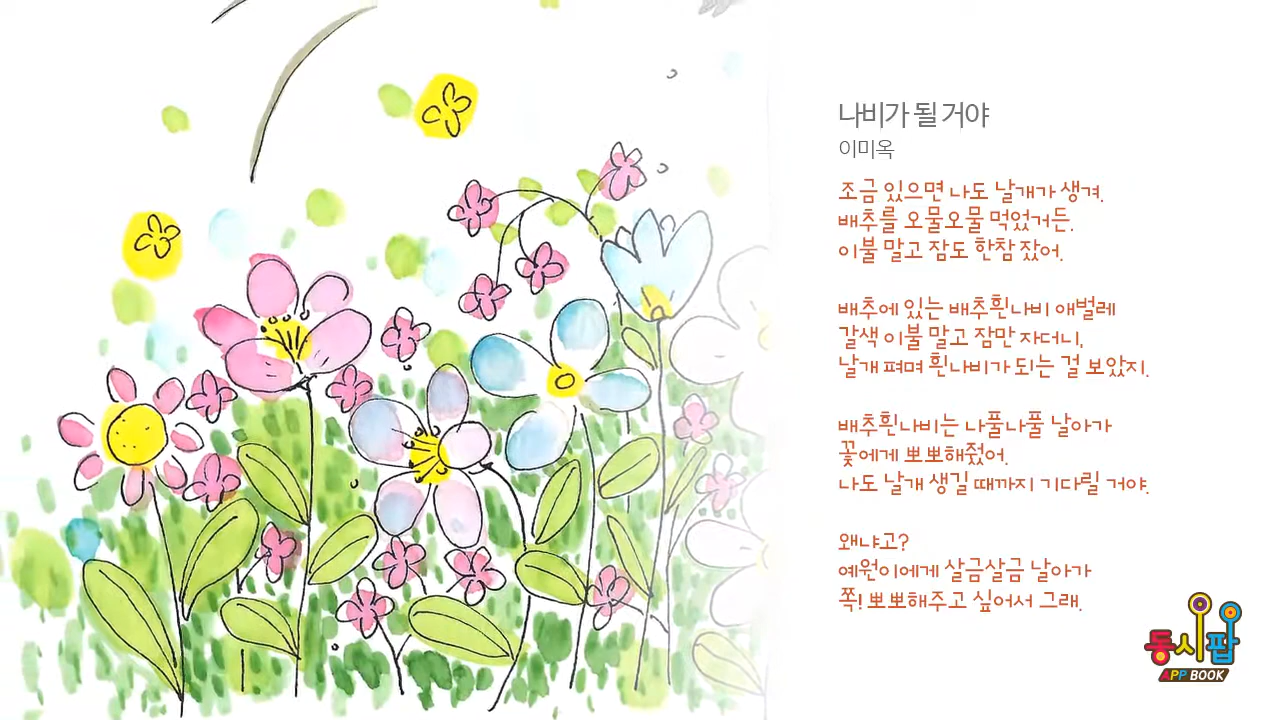 나비가 될 거야
이미옥
조금 있으면 나도 날개가 생겨.
배추를 오물오물 먹었거든.
이불 말고 잠도 한참 잤어.
배추에 있는 배추흰나비 애벌레
갈색 이불 말고 잠만 자더니,
날개 펴며 흰나비가 되는 걸 보았지.
배추흰나비는 나풀나풀 날아가
꽃에게 뽀뽀해줬어.
나도 날개 생길 때까지 기다릴 거야.
왜냐고?
예원이에게 살금살금 날아가
쪽! 뽀뽀해주고 싶어서 그래.
동시팝
APP BOOK